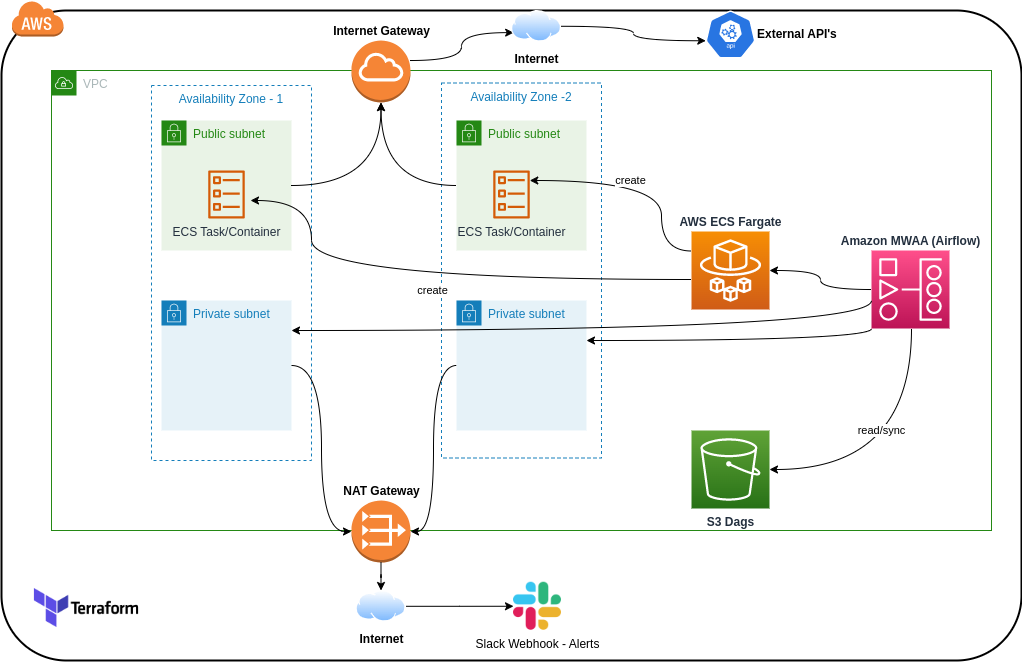 AWS
Internet Gateway
Internet
api
External API's
VPC
Availability Zone - 1
Availability Zone -2
Public subnet
Public subnet
create
ECS Task/Container
ECS Task/Container
AWS ECS Fargate
Amazon MWAA (Airflow)
create
Private subnet
Private subnet
read/sync
NAT Gateway
S3 Dags
Terraform
Internet
Slack Webhook - Alerts